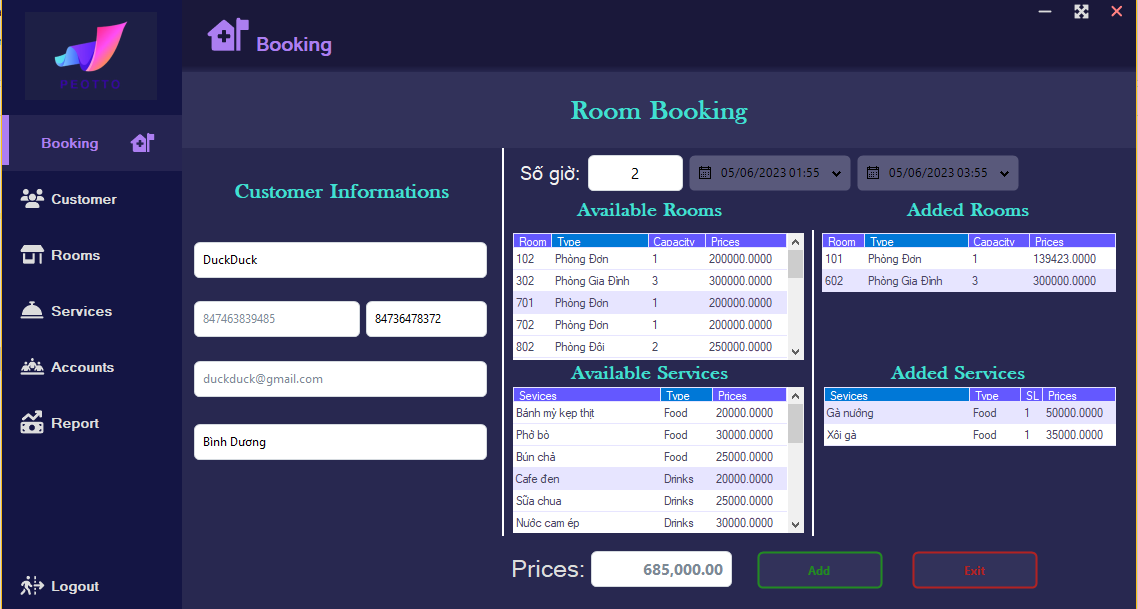 PEOTTO
Booking
Booking
Customer
Rooms
Services
Accounts
Report
Logout
Room Booking
Customer Informations
DuckDuck
847463839485 84736478372
duckduck@gmail.com
Bình Dương
Số giờ: 2 05/06/2023 01:55 05/06/2023 03:55
Available Rooms
Room Type Capacity Prices
102 Phòng Đơn 1 200000.0000
302 Phòng Gia Đình 3 300000.0000
701 Phòng Đơn 1 200000.0000
702 Phòng Đơn 1 200000.0000
802 Phòng Đôi 2 250000.0000
Added Rooms
Room Type Capacity Prices
101 Phòng Đơn 1 139423.0000
602 Phòng Gia Đình 3 300000.0000
Available Services
Sevices Type Prices
Bánh mỳ kẹp thịt Food 20000.0000
Phở bò Food 30000.0000
Bún chả Food 25000.0000
Cafe đen Drinks 20000.0000
Sữa chua Drinks 25000.0000
Nước cam ép Drinks 30000.0000
Added Services
Sevices Type SL Prices
Gà nướng Food 1 50000.0000
Xôi gà Food 1 35000.0000
Prices: 685,000.00 Add Exit